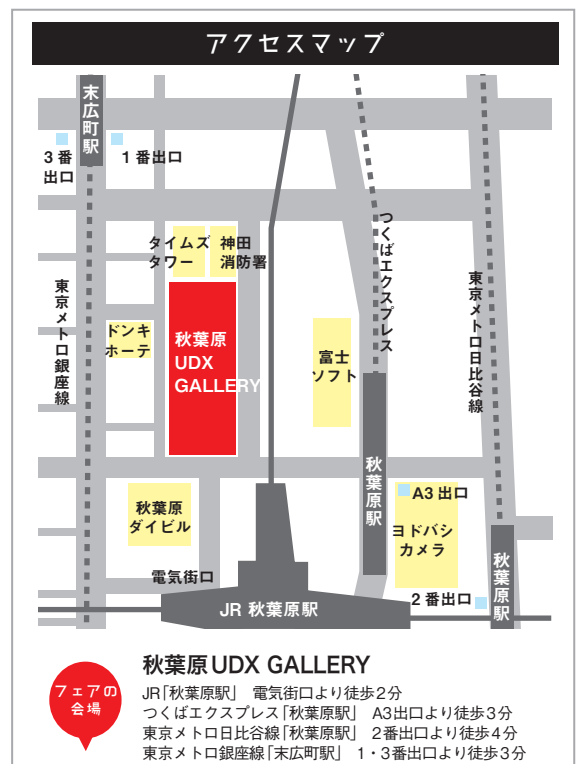 アクセスマップ
末広町駅
3番
出口
1番出口
タイムズ
タワー
神田
消防署
つくばエクスプレス
東京メトロ銀座線
ドンキ
ホーテ
秋葉原
UDX
GALLERY
富士
ソフト
東京メトロ日比谷線
秋葉原駅
A3出口
秋葉原
ダイビル
ヨドバシ
カメラ
電気街口
2番出口
秋葉原駅
JR 秋葉原駅
フェアの
会場
秋葉原UDX GALLERY
JR「秋葉原駅」 電気街口より徒歩2分
つくばエクスプレス「秋葉原駅」 A3出口より徒歩3分
東京メトロ日比谷線「秋葉原駅」 2番出口より徒歩4分
東京メトロ銀座線「末広町駅」 1・3番出口より徒歩3分